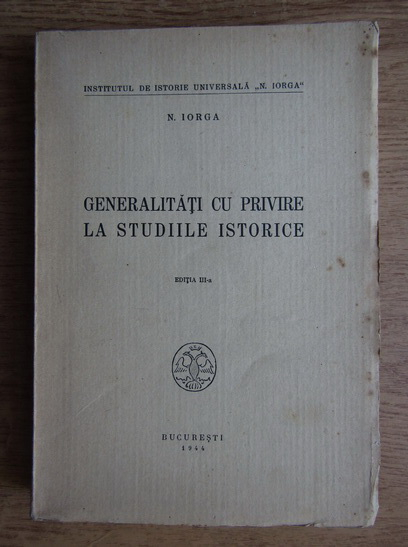 INSTITUTUL DE ISTORIE UNIVERSALĂ „N. IORGA“
N. IORGA
GENERALITĂŢI CU PRIVIRE
LA STUDIILE ISTORICE
EDIŢIA III-a
BUCUREŞTI
1944